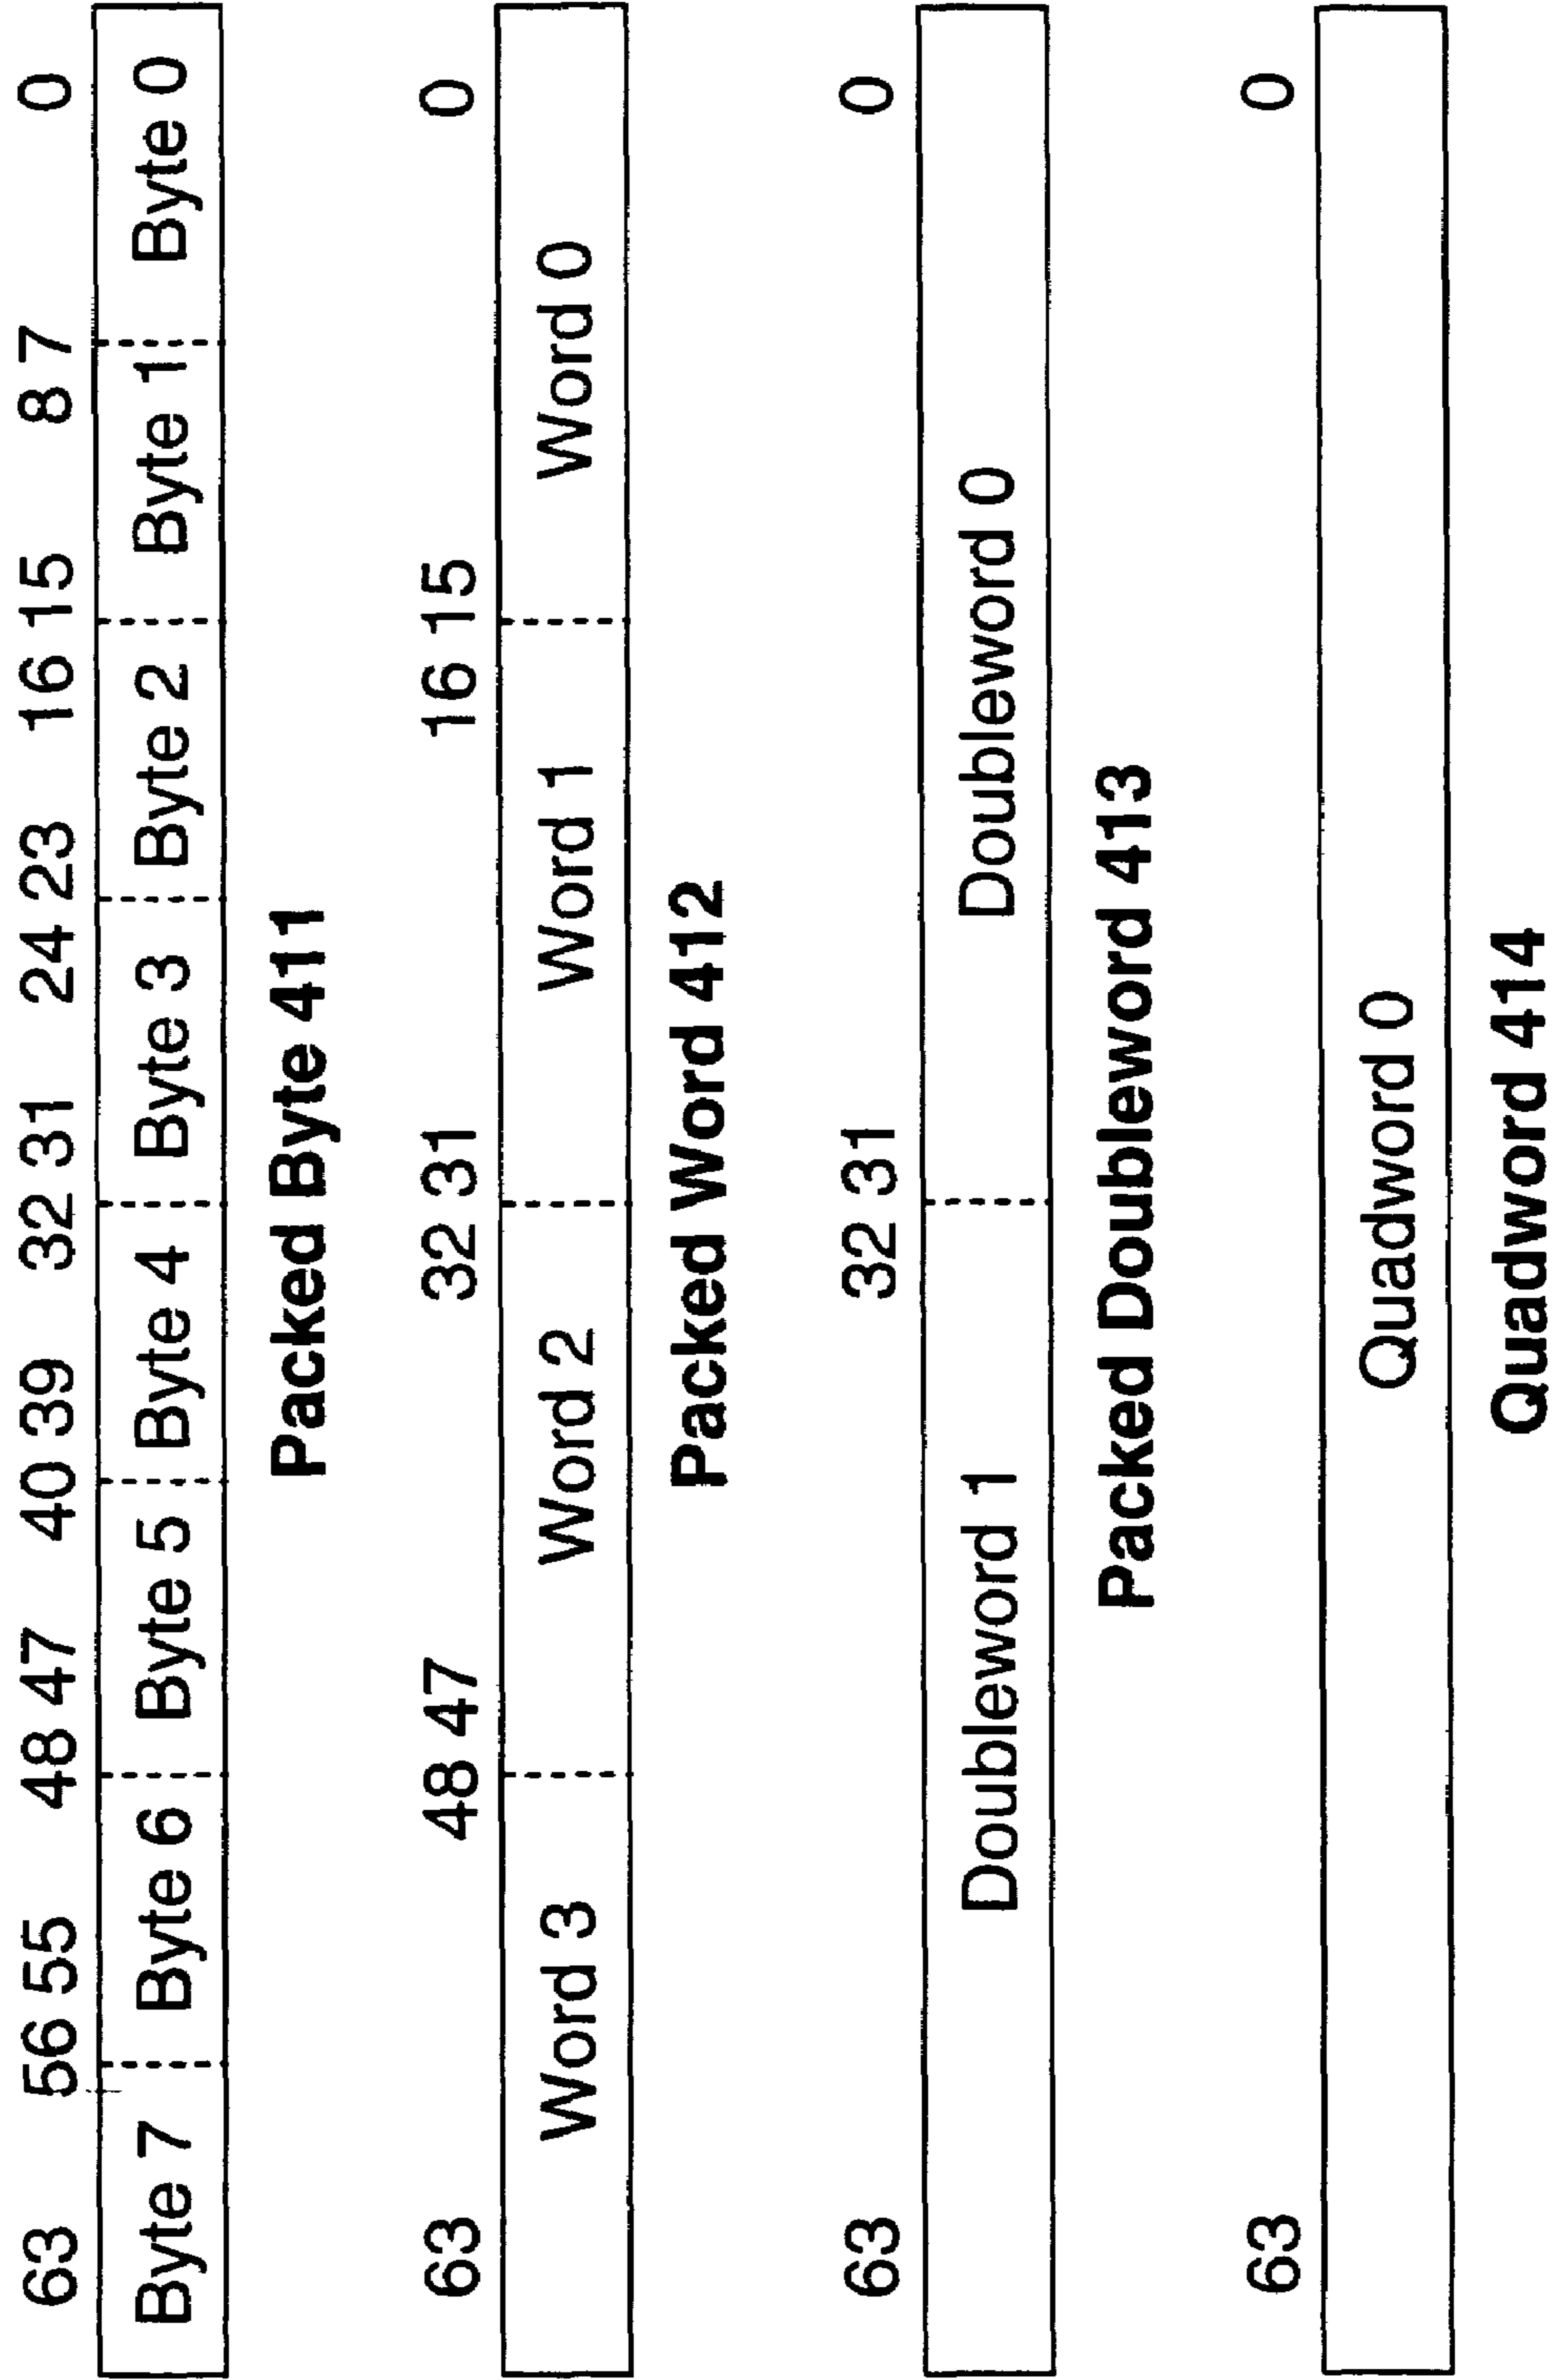 63 56 55 48 47 40 39 32 31 24 23 16 15 8 7 0
Byte 7 Byte 6 Byte 5 Byte 4 Byte 3 Byte 2 Byte 1 Byte 0
Packed Byte 411
63 48 47 32 31 16 15 0
Word 3 Word 2 Word 1 Word 0
Packed Word 412
63 32 31 0
Doubleword 1 Doubleword 0
Packed Doubleword 413
63 0
Quadword 0
Quadword 414